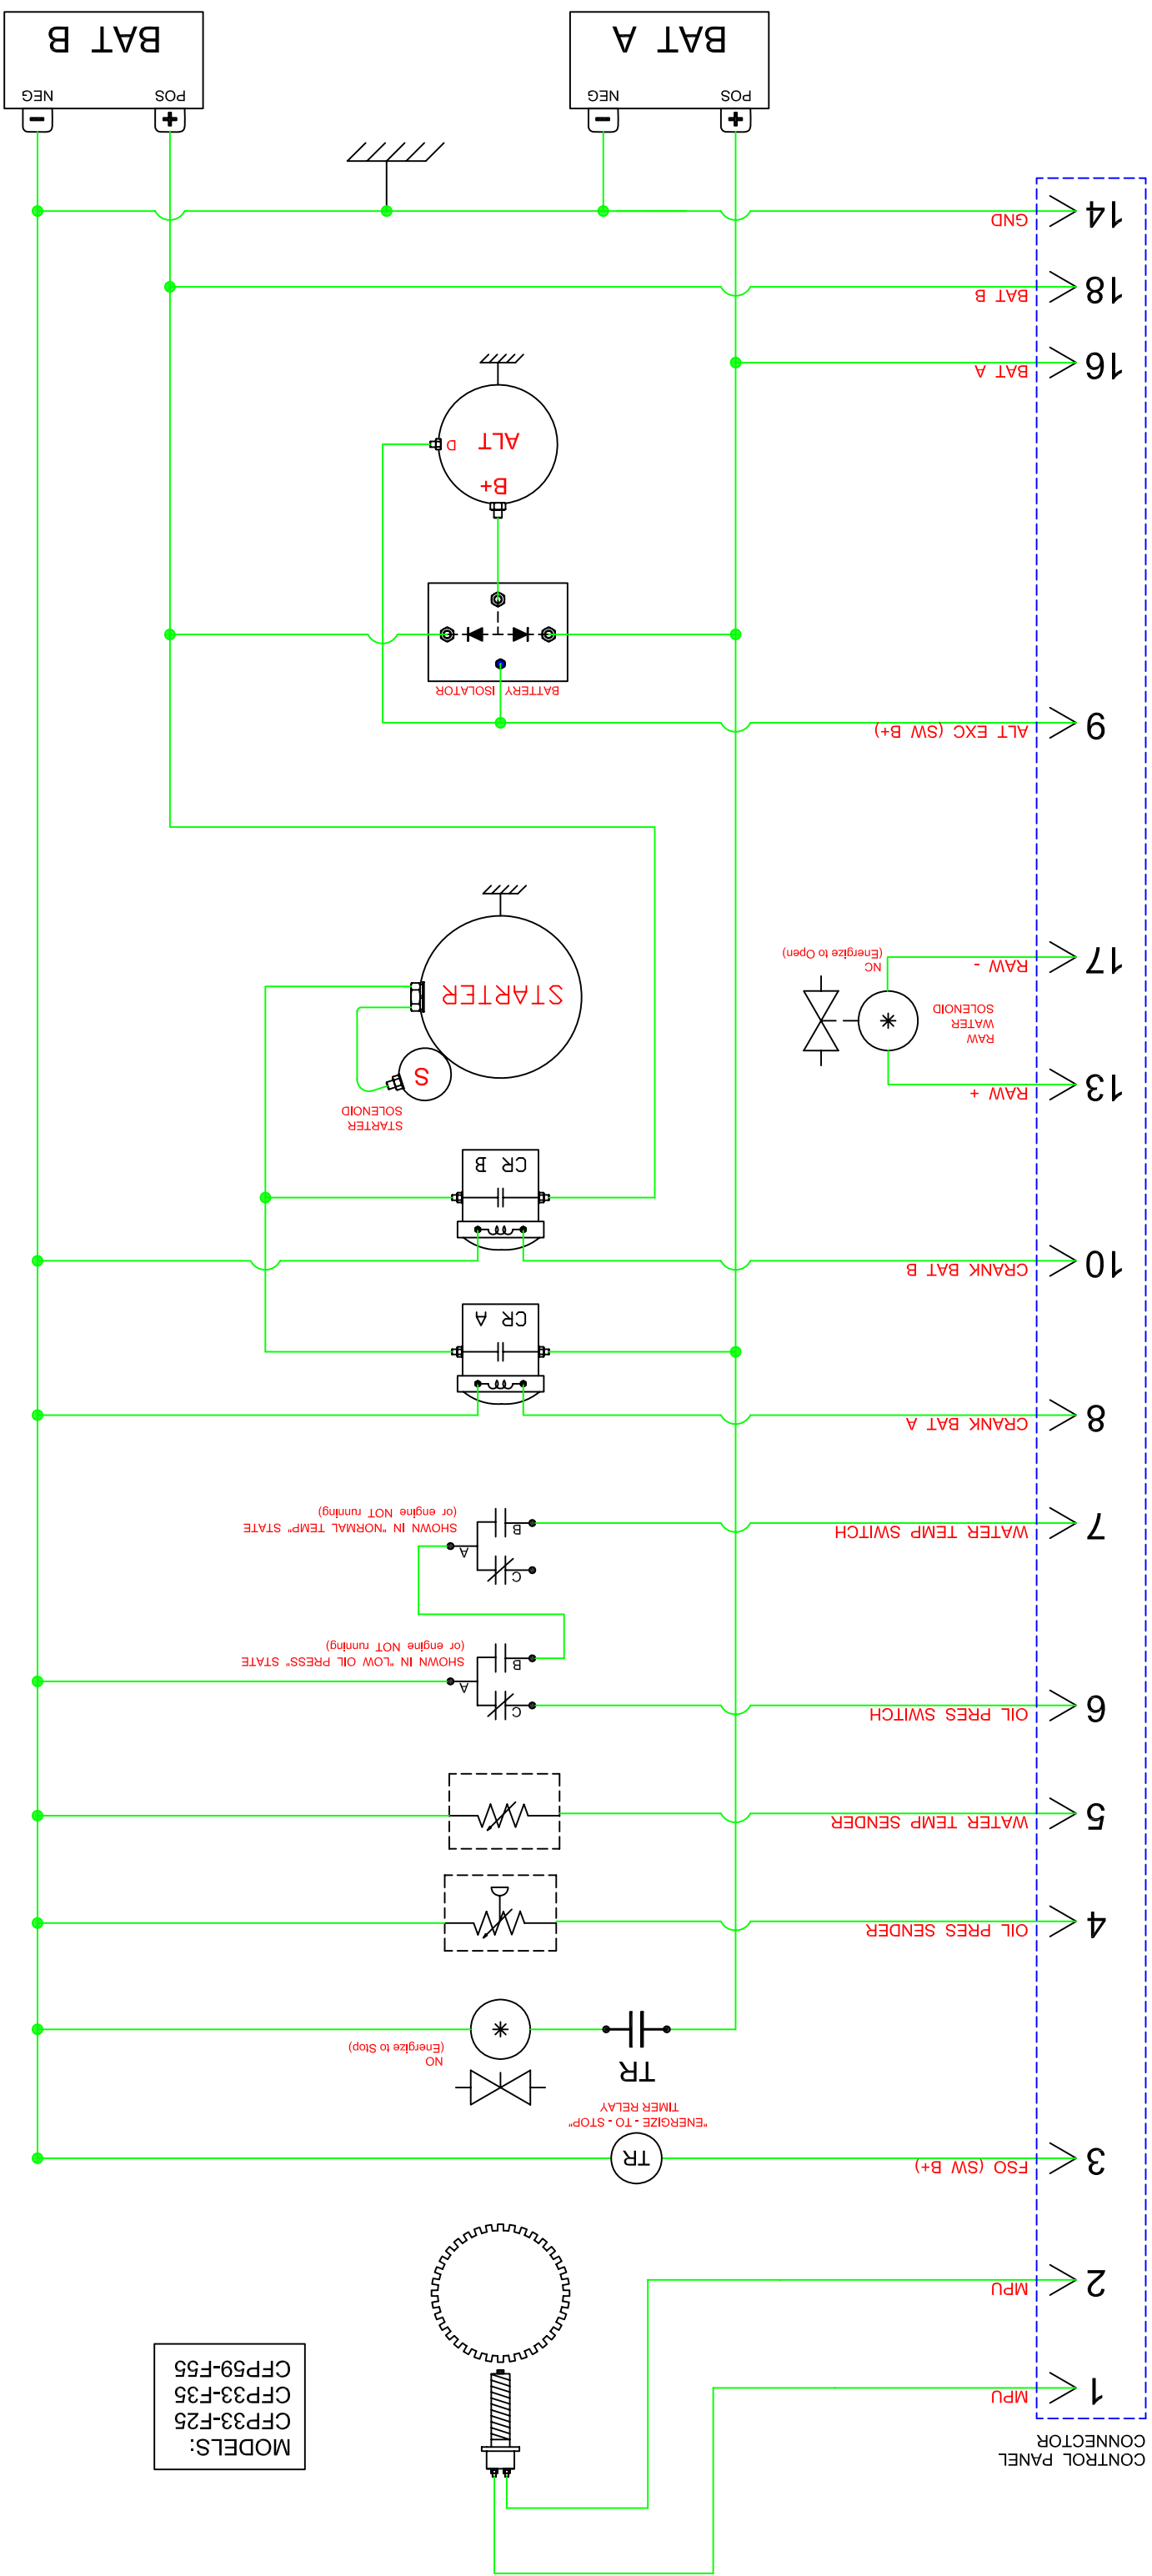 CONTROL PANEL
CONNECTOR
MODELS:
CFP33-F25
CFP33-F35
CFP59-F55
1
MPU
2
MPU
3
FSO (SW B+)
TR
"ENERGIZE - TO - STOP"
TIMER RELAY
TR
NO
(Energize to Stop)
4
OIL PRES SENDER
5
WATER TEMP SENDER
6
OIL PRES SWITCH
C
A
B
SHOWN IN "LOW OIL PRESS" STATE
(or engine NOT running)
7
WATER TEMP SWITCH
C
A
B
SHOWN IN "NORMAL TEMP" STATE
(or engine NOT running)
8
CRANK BAT A
CR A
10
CRANK BAT B
CR B
STARTER
SOLENOID
S
STARTER
13
RAW +
RAW
WATER
SOLENOID
17
RAW -
NC
(Energize to Open)
9
ALT EXC (SW B+)
BATTERY ISOLATOR
B+
ALT
D
16
BAT A
18
BAT B
14
GND
POS
NEG
BAT A
POS
NEG
BAT B